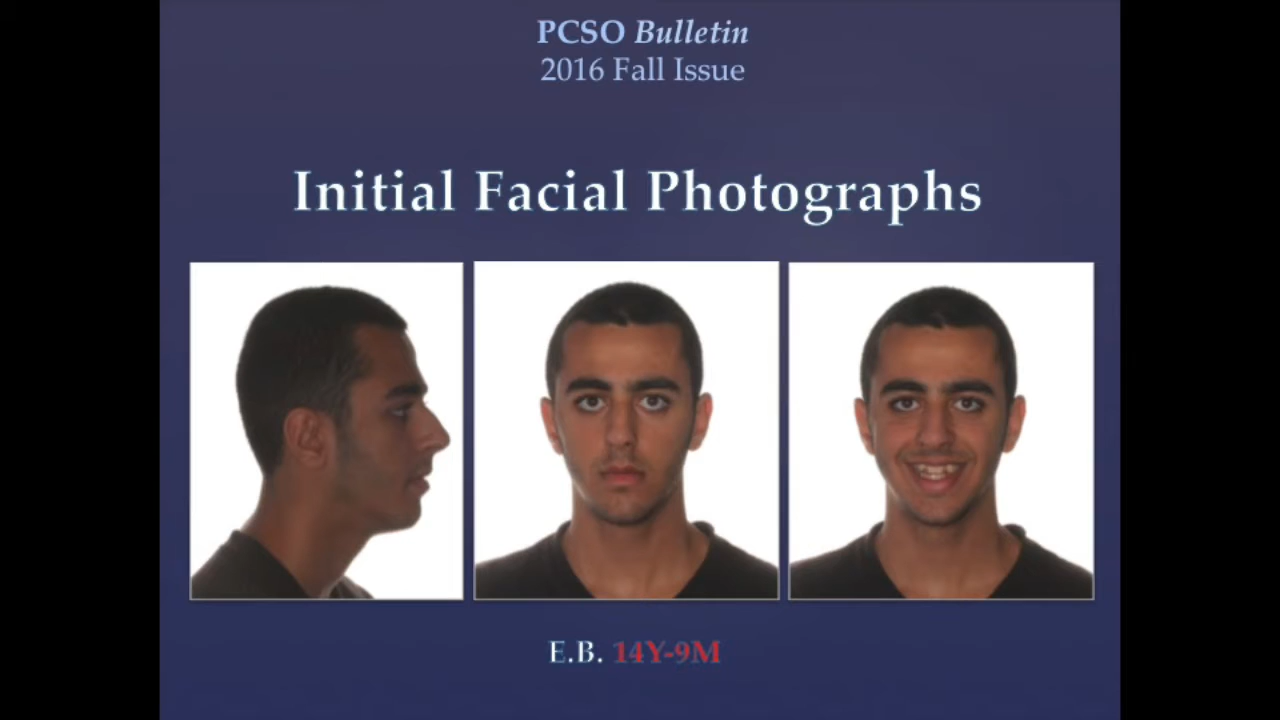 PCSO Bulletin
2016 Fall Issue
Initial Facial Photographs
E.B. 14Y-9M